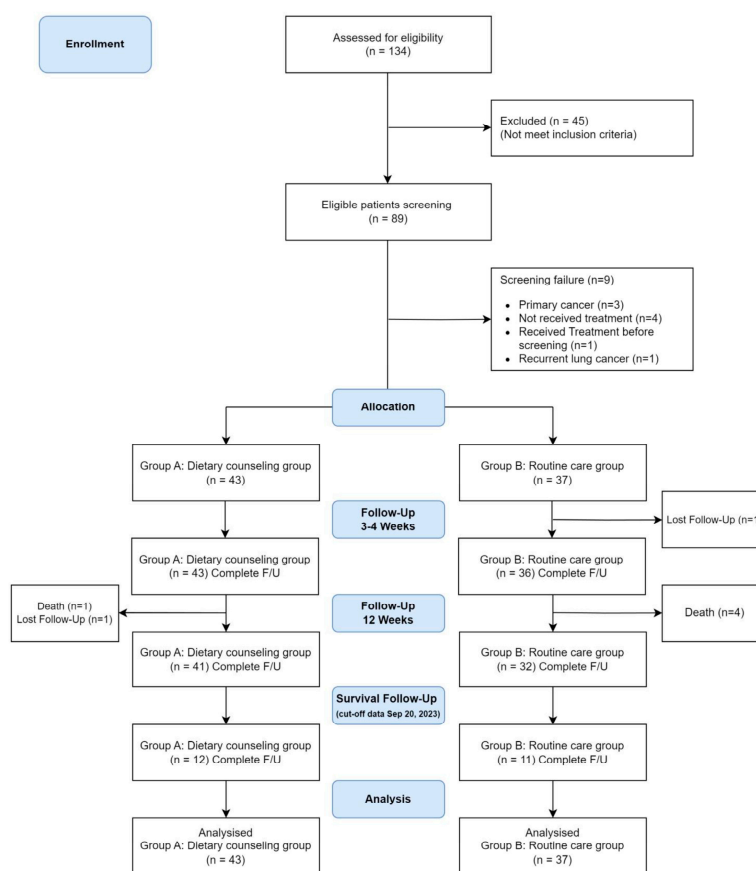 Enrollment
Assessed for eligibility
(n = 134)
Excluded (n = 45)
(Not meet inclusion criteria)
Eligible patients screening
(n = 89)
Screening failure (n=9)
• Primary cancer (n=3)
• Not received treatment (n=4)
• Received Treatment before
screening (n=1)
• Recurrent lung cancer (n=1)
Allocation
Group A: Dietary counseling group
(n = 43)
Group B: Routine care group
(n = 37)
Follow-Up
3-4 Weeks
Lost Follow-Up (n=1
Group A: Dietary counseling group
(n = 43) Complete F/U
Group B: Routine care group
(n = 36) Complete F/U
Death (n=1)
Lost Follow-Up (n=1)
Follow-Up
12 Weeks
Death (n=4)
Group A: Dietary counseling group
(n = 41) Complete F/U
Group B: Routine care group
(n = 32) Complete F/U
Survival Follow-Up
(cut-off data Sep 20, 2023)
Group A: Dietary counseling group
(n = 12) Complete F/U
Group B: Routine care group
(n = 11) Complete F/U
Analysis
Analysised
Group A: Dietary counseling group
(n = 43)
Analysised
Group B: Routine care group
(n = 37)